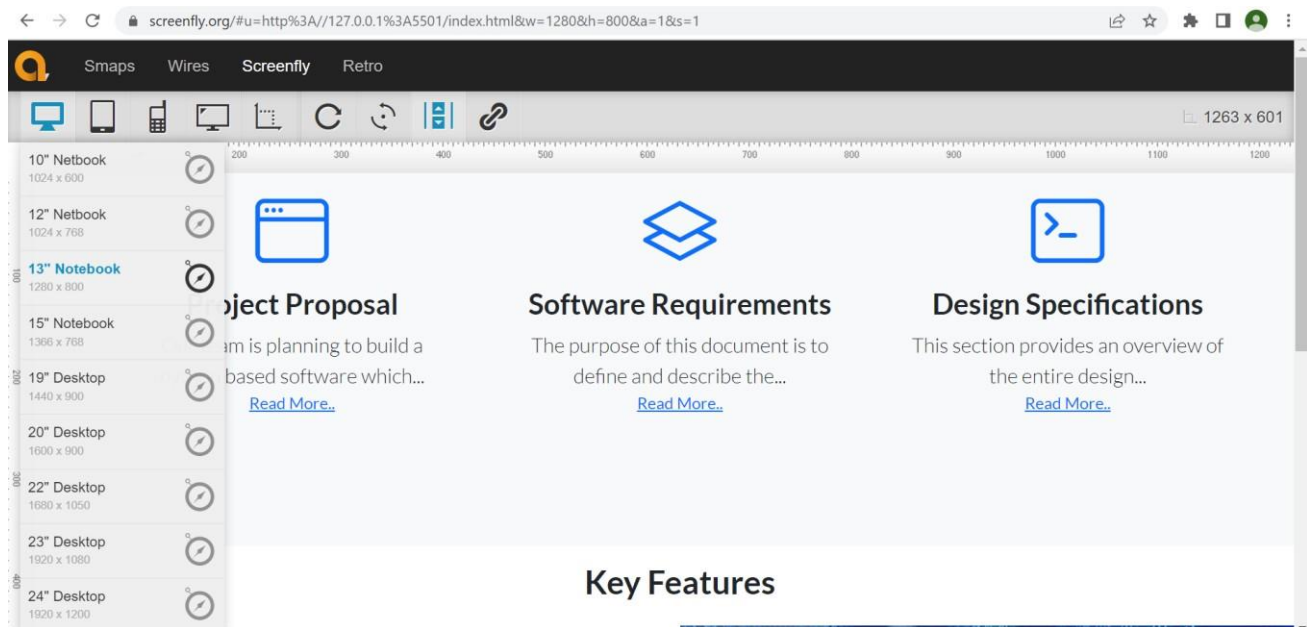 screenfly.org/#u=http%3A//127.0.0.1%3A5501/index.html&w=1280&h=800&a=1&s=1
Smaps Wires Screenfly Retro
1263 x 601
200 300 400 500 600 700 800 900 1000 1100 1200
10" Netbook
1024 x 600
12" Netbook
1024 x 768
13" Notebook
1280 x 800
15" Notebook
1366 x 768
19" Desktop
1440 x 900
20" Desktop
1600 x 900
22" Desktop
1680 x 1050
23" Desktop
1920 x 1080
24" Desktop
1920 x 1200
100
200
300
400
Project Proposal
am is planning to build a
based software which...
Read More..
Software Requirements
The purpose of this document is to
define and describe the...
Read More..
Design Specifications
This section provides an overview of
the entire design...
Read More..
Key Features